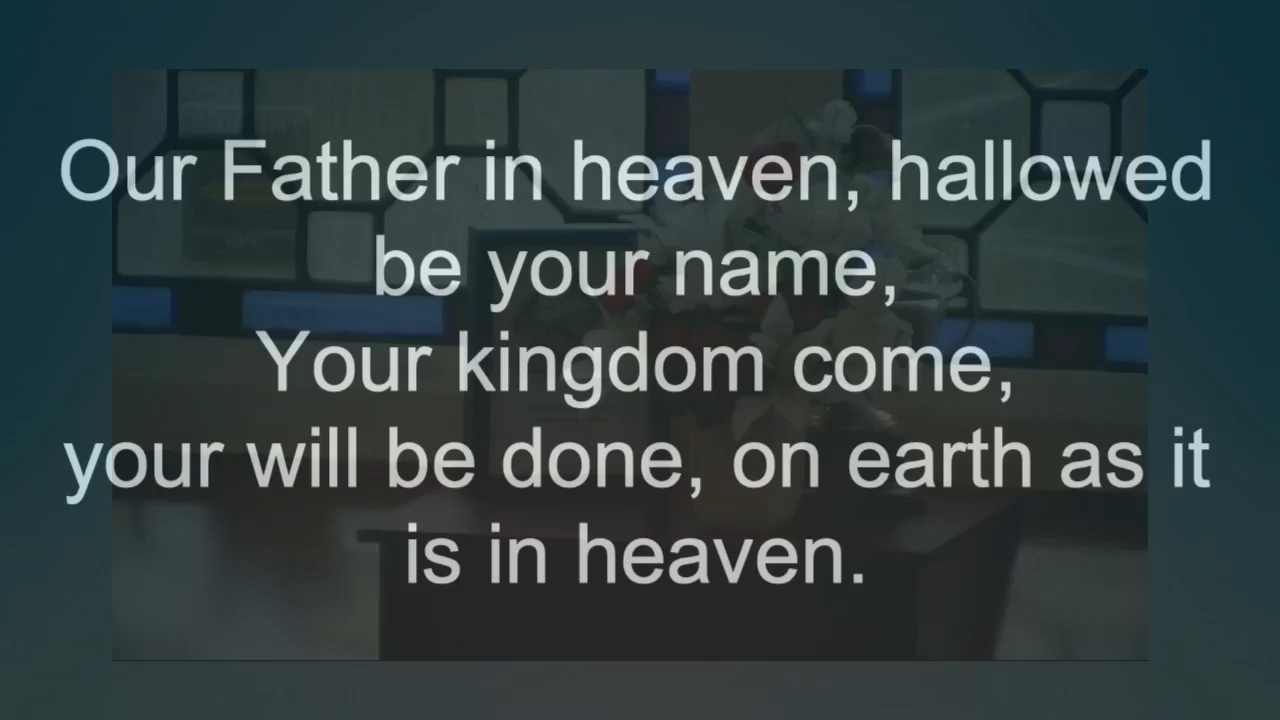 Our Father in heaven, hallowed
be your name,
Your kingdom come,
your will be done, on earth as it
is in heaven.